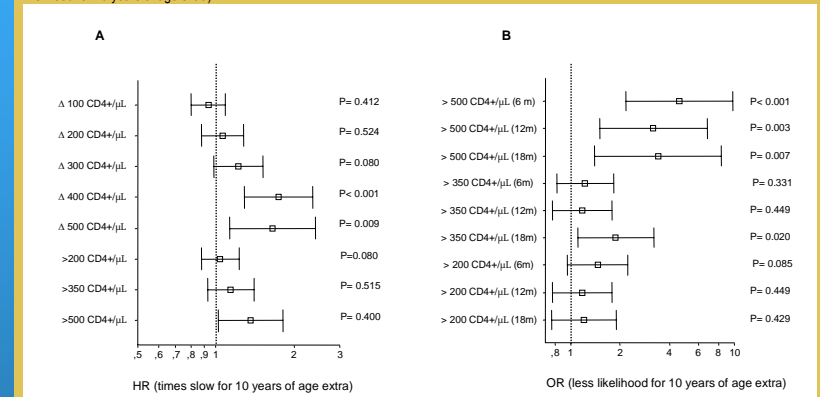 A
Δ 100 CD4+/μL P= 0.412
Δ 200 CD4+/μL P= 0.524
Δ 300 CD4+/μL P= 0.080
Δ 400 CD4+/μL P< 0.001
Δ 500 CD4+/μL P= 0.009
>200 CD4+/μL P=0.080
>350 CD4+/μL P= 0.515
>500 CD4+/μL P= 0.400
,5 ,6 ,7 ,8 ,9 1 2 3
HR (times slow for 10 years of age extra)
B
> 500 CD4+/μL (6 m) P< 0.001
> 500 CD4+/μL (12m) P= 0.003
> 500 CD4+/μL (18m) P= 0.007
> 350 CD4+/μL (6m) P= 0.331
> 350 CD4+/μL (12m) P= 0.449
> 350 CD4+/μL (18m) P= 0.020
> 200 CD4+/μL (6m) P= 0.085
> 200 CD4+/μL (12m) P= 0.449
> 200 CD4+/μL (18m) P= 0.429
,8 1 2 4 6 8 10
OR (less likelihood for 10 years of age extra)